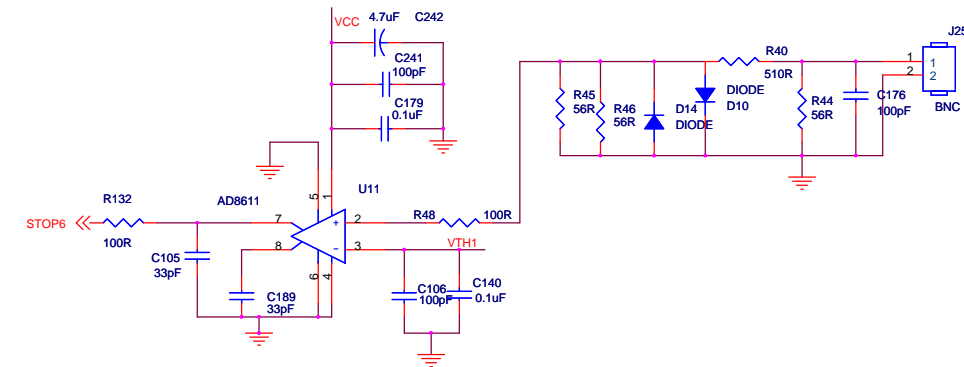 VCC
4.7uF C242
C241
100pF
C179
0.1uF
J25
R40
510R
1
2
1
2
BNC
R45
56R
R46
56R
D14
DIODE
DIODE
D10
R44
56R
C176
100pF
R132
100R
STOP6
AD8611
U11
5
1
7
8
2
3
6
4
+
-
R48
100R
VTH1
C105
33pF
C189
33pF
C106
100pF
C140
0.1uF